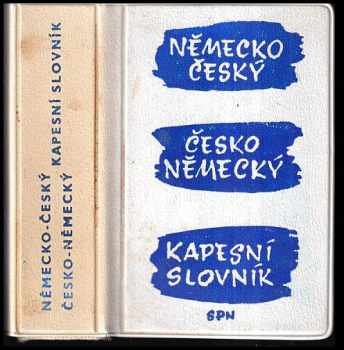 NĚMECKO-ČESKÝ
ČESKO-NĚMECKÝ KAPESNÍ SLOVNÍK
NĚMECKO
ČESKÝ
ČESKO
NĚMECKÝ
KAPESNÍ
SLOVNÍK
SPN